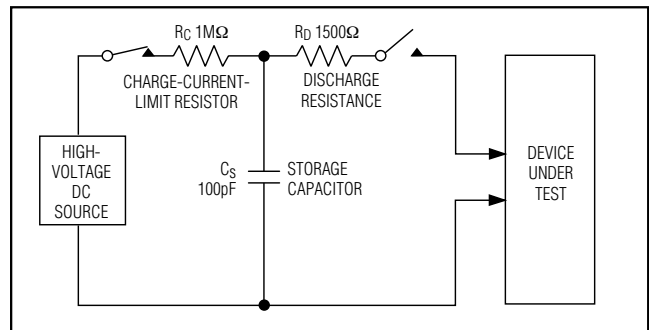 RC 1MΩ
CHARGE-CURRENT-
LIMIT RESISTOR
RD 1500Ω
DISCHARGE
RESISTANCE
HIGH-
VOLTAGE
DC
SOURCE
CS
100pF
STORAGE
CAPACITOR
DEVICE
UNDER
TEST